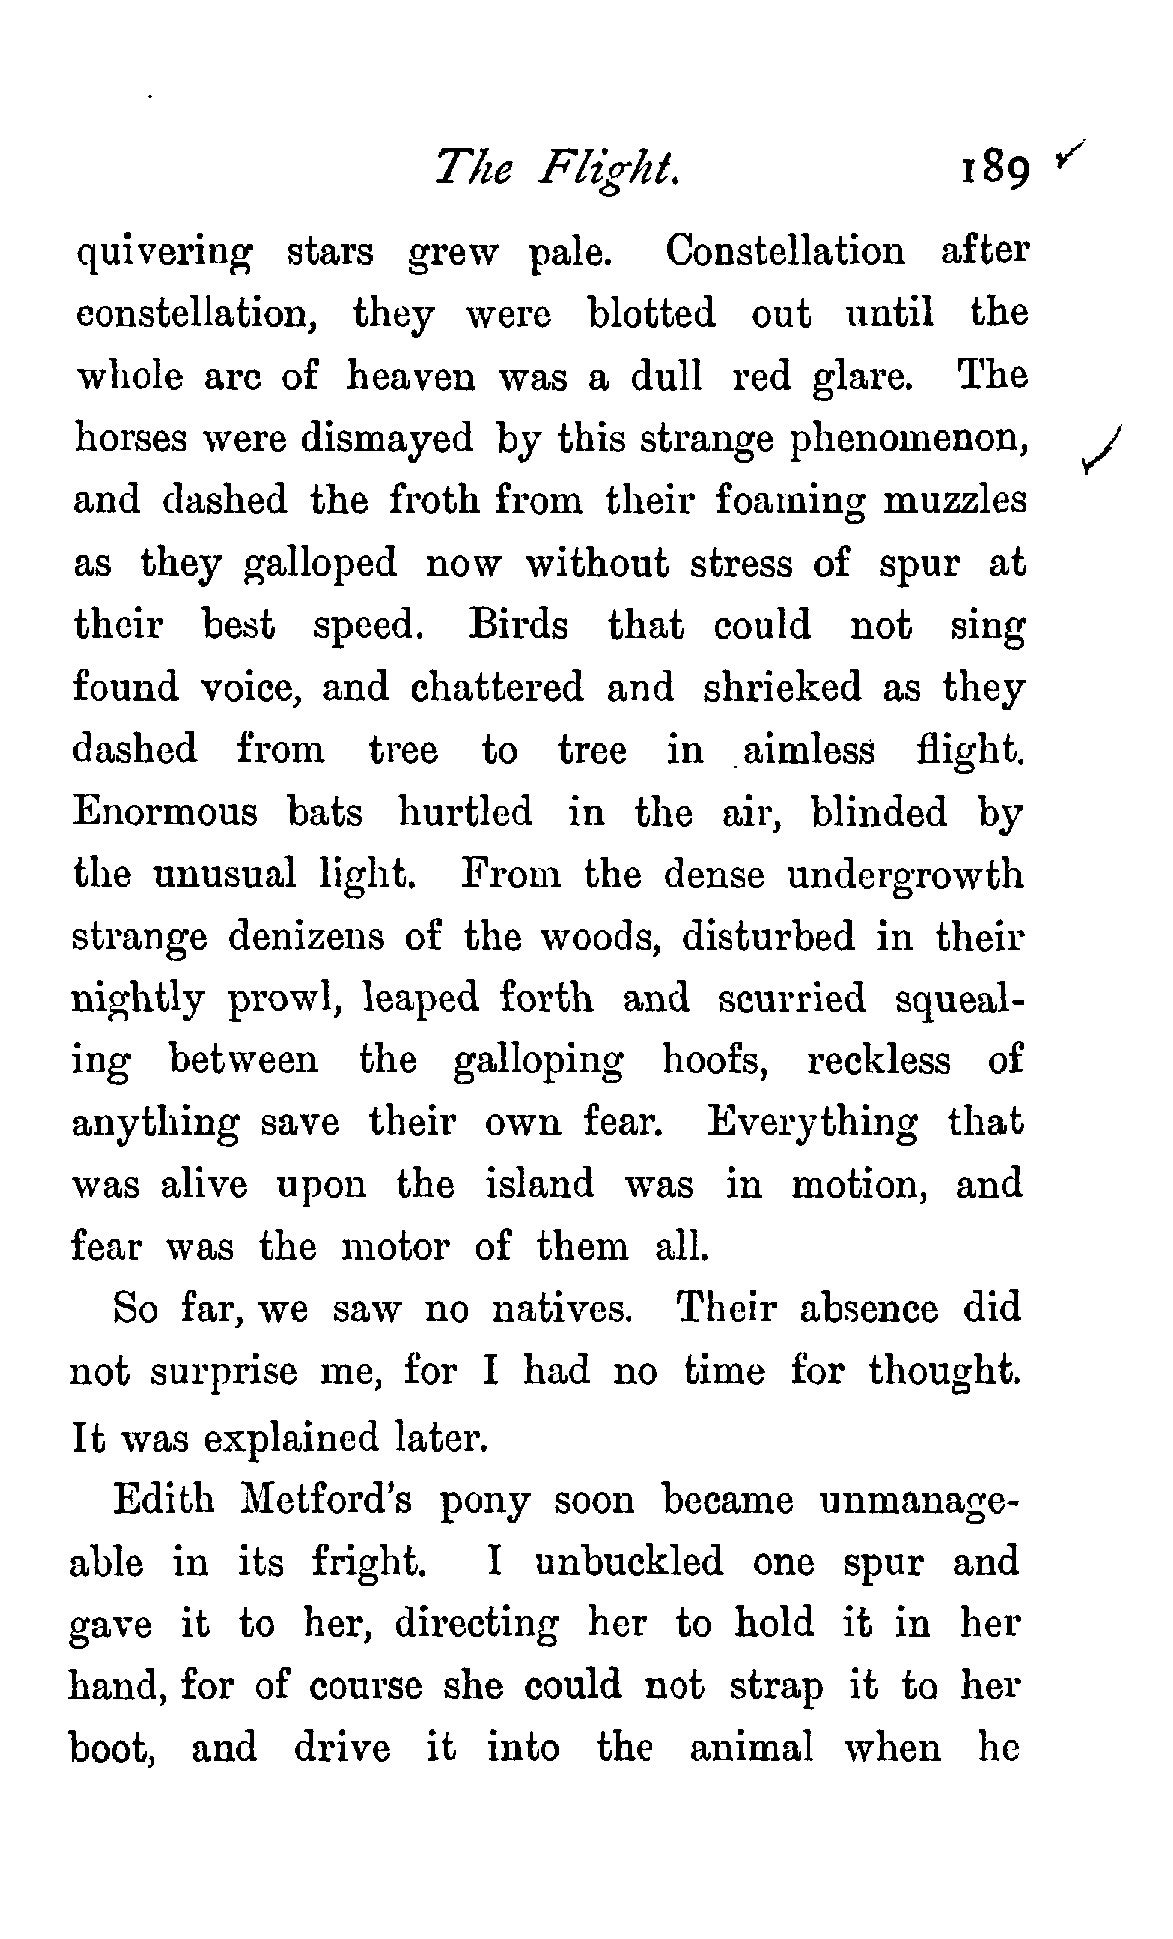 The Flight. 189
quivering stars grew pale. Constellation after
constellation, they were blotted out until the
whole arc of heaven was a dull red glare. The
horses were dismayed by this strange phenomenon,
and dashed the froth from their foaming muzzles
as they galloped now without stress of spur at
their best speed. Birds that could not sing
found voice, and chattered and shrieked as they
dashed from tree to tree in aimless flight.
Enormous bats hurtled in the air, blinded by
the unusual light. From the dense undergrowth
strange denizens of the woods, disturbed in their
nightly prowl, leaped forth and scurried squeal-
ing between the galloping hoofs, reckless of
anything save their own fear. Everything that
was alive upon the island was in motion, and
fear was the motor of them all.
So far, we saw no natives. Their absence did
not surprise me, for I had no time for thought.
It was explained later.
Edith Metford's pony soon became unmanage-
able in its fright. I unbuckled one spur and
gave it to her, directing her to hold it in her
hand, for of course she could not strap it to her
boot, and drive it into the animal when he